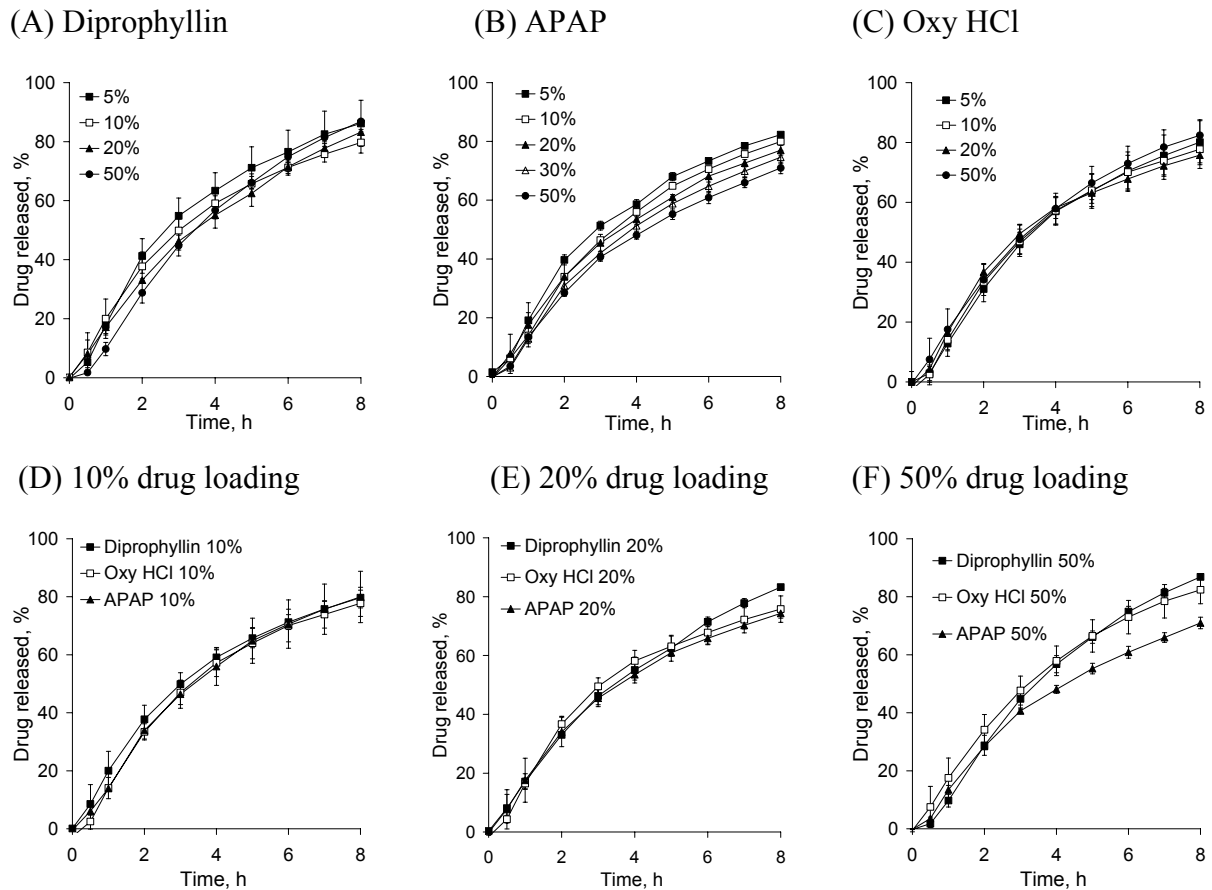 (A) Diprophyllin
100
80
60
40
20
0
Drug released, %
5%
10%
20%
50%
0 2 4 6 8
Time, h
(B) APAP
100
80
60
40
20
0
Drug released, %
5%
10%
20%
30%
50%
0 2 4 6 8
Time, h
(C) Oxy HCl
100
80
60
40
20
0
Drug released, %
5%
10%
20%
50%
0 2 4 6 8
Time, h
(D) 10% drug loading
100
80
60
40
20
0
Drug released, %
Diprophyllin 10%
Oxy HCl 10%
APAP 10%
0 2 4 6 8
Time, h
(E) 20% drug loading
100
80
60
40
20
0
Drug released, %
Diprophyllin 20%
Oxy HCl 20%
APAP 20%
0 2 4 6 8
Time, h
(F) 50% drug loading
100
80
60
40
20
0
Drug released, %
Diprophyllin 50%
Oxy HCl 50%
APAP 50%
0 2 4 6 8
Time, h